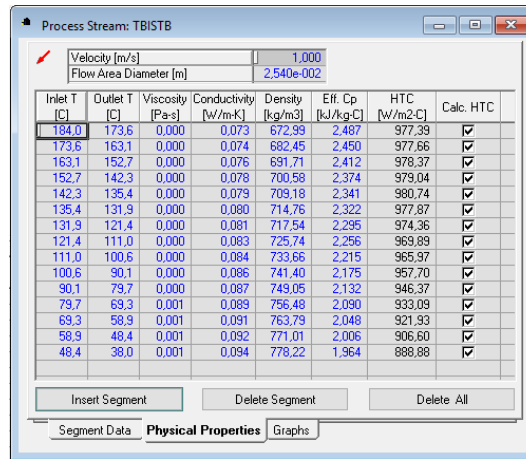 Process Stream: TBISTB
Velocity [m/s] 1,000
Flow Area Diameter [m] 2,540e-002
Inlet T Outlet T Viscosity Conductivity Density Eff. Cp HTC Calc. HTC
[C] [C] [Pa-s] [W/m-K] [kg/m3] [kJ/kg-C] [W/m2-C]
184,0 173,6 0,000 0,073 672,99 2,487 977,39
173,6 163,1 0,000 0,074 682,45 2,450 977,66
163,1 152,7 0,000 0,076 691,71 2,412 978,37
152,7 142,3 0,000 0,078 700,58 2,374 979,04
142,3 135,4 0,000 0,079 709,18 2,341 980,74
135,4 131,9 0,000 0,080 714,76 2,322 977,87
131,9 121,4 0,000 0,081 717,54 2,295 974,36
121,4 111,0 0,000 0,083 725,74 2,256 969,89
111,0 100,6 0,000 0,084 733,66 2,215 965,97
100,6 90,1 0,000 0,086 741,40 2,175 957,70
90,1 79,7 0,000 0,087 749,05 2,132 946,37
79,7 69,3 0,001 0,089 756,48 2,090 933,09
69,3 58,9 0,001 0,091 763,79 2,048 921,93
58,9 48,4 0,001 0,092 771,01 2,006 906,60
48,4 38,0 0,001 0,094 778,22 1,964 888,88
Insert Segment Delete Segment Delete All
Segment Data Physical Properties Graphs